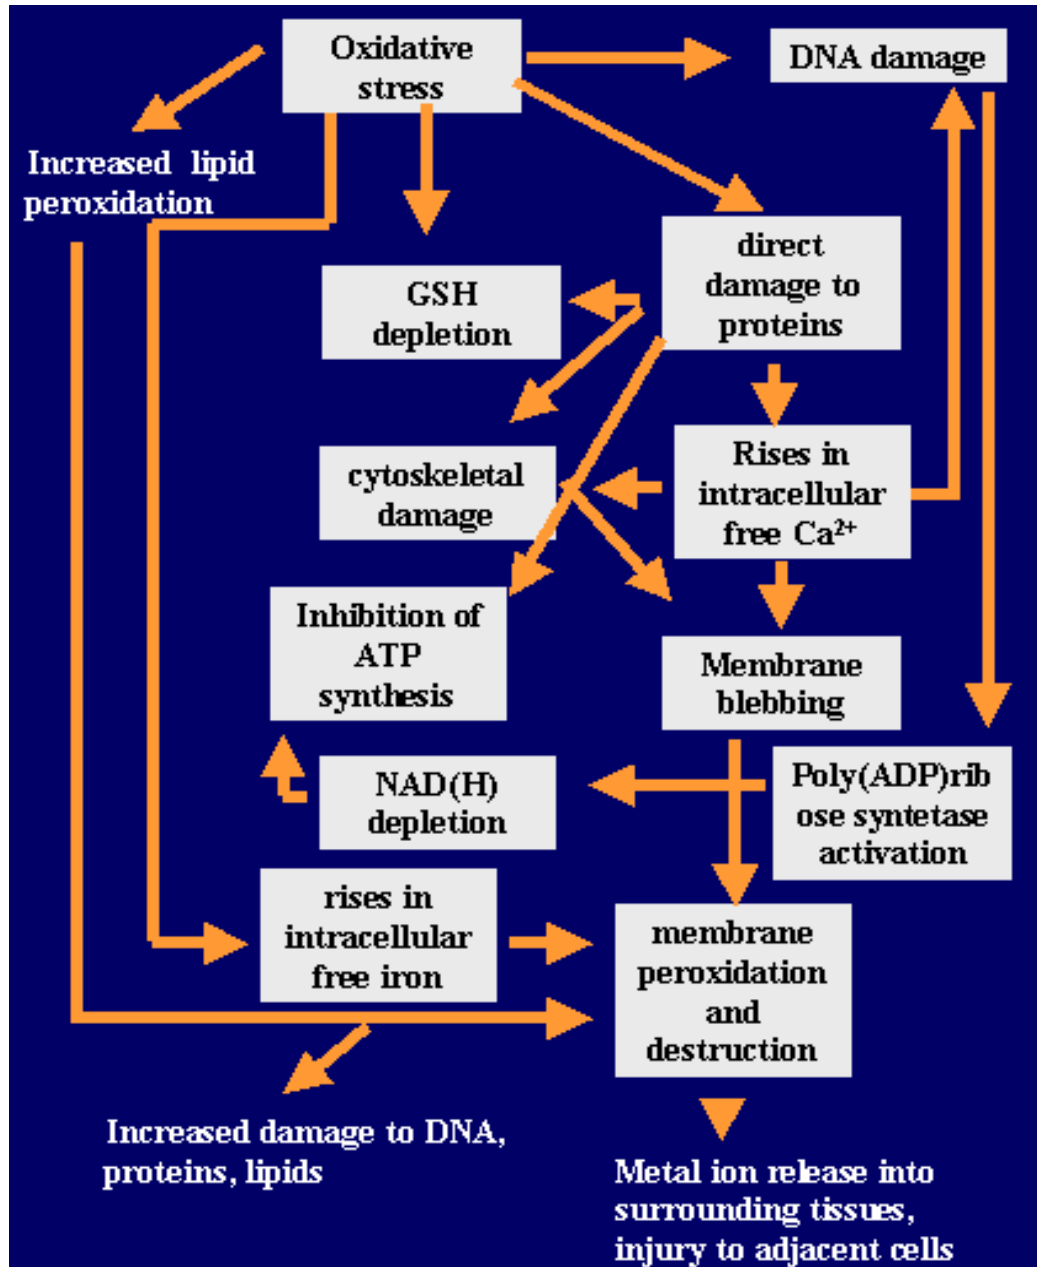 Oxidative
stress
DNA damage
Increased lipid
peroxidation
direct
damage to
proteins
GSH
depletion
cytoskeletal
damage
Rises in
intracellular
free Ca²⁺
Inhibition of
ATP
synthesis
Membrane
blebbing
NAD(H)
depletion
Poly(ADP)rib
ose syntetase
activation
rises in
intracellular
free iron
membrane
peroxidation
and
destruction
Increased damage to DNA,
proteins, lipids
Metal ion release into
surrounding tissues,
injury to adjacent cells